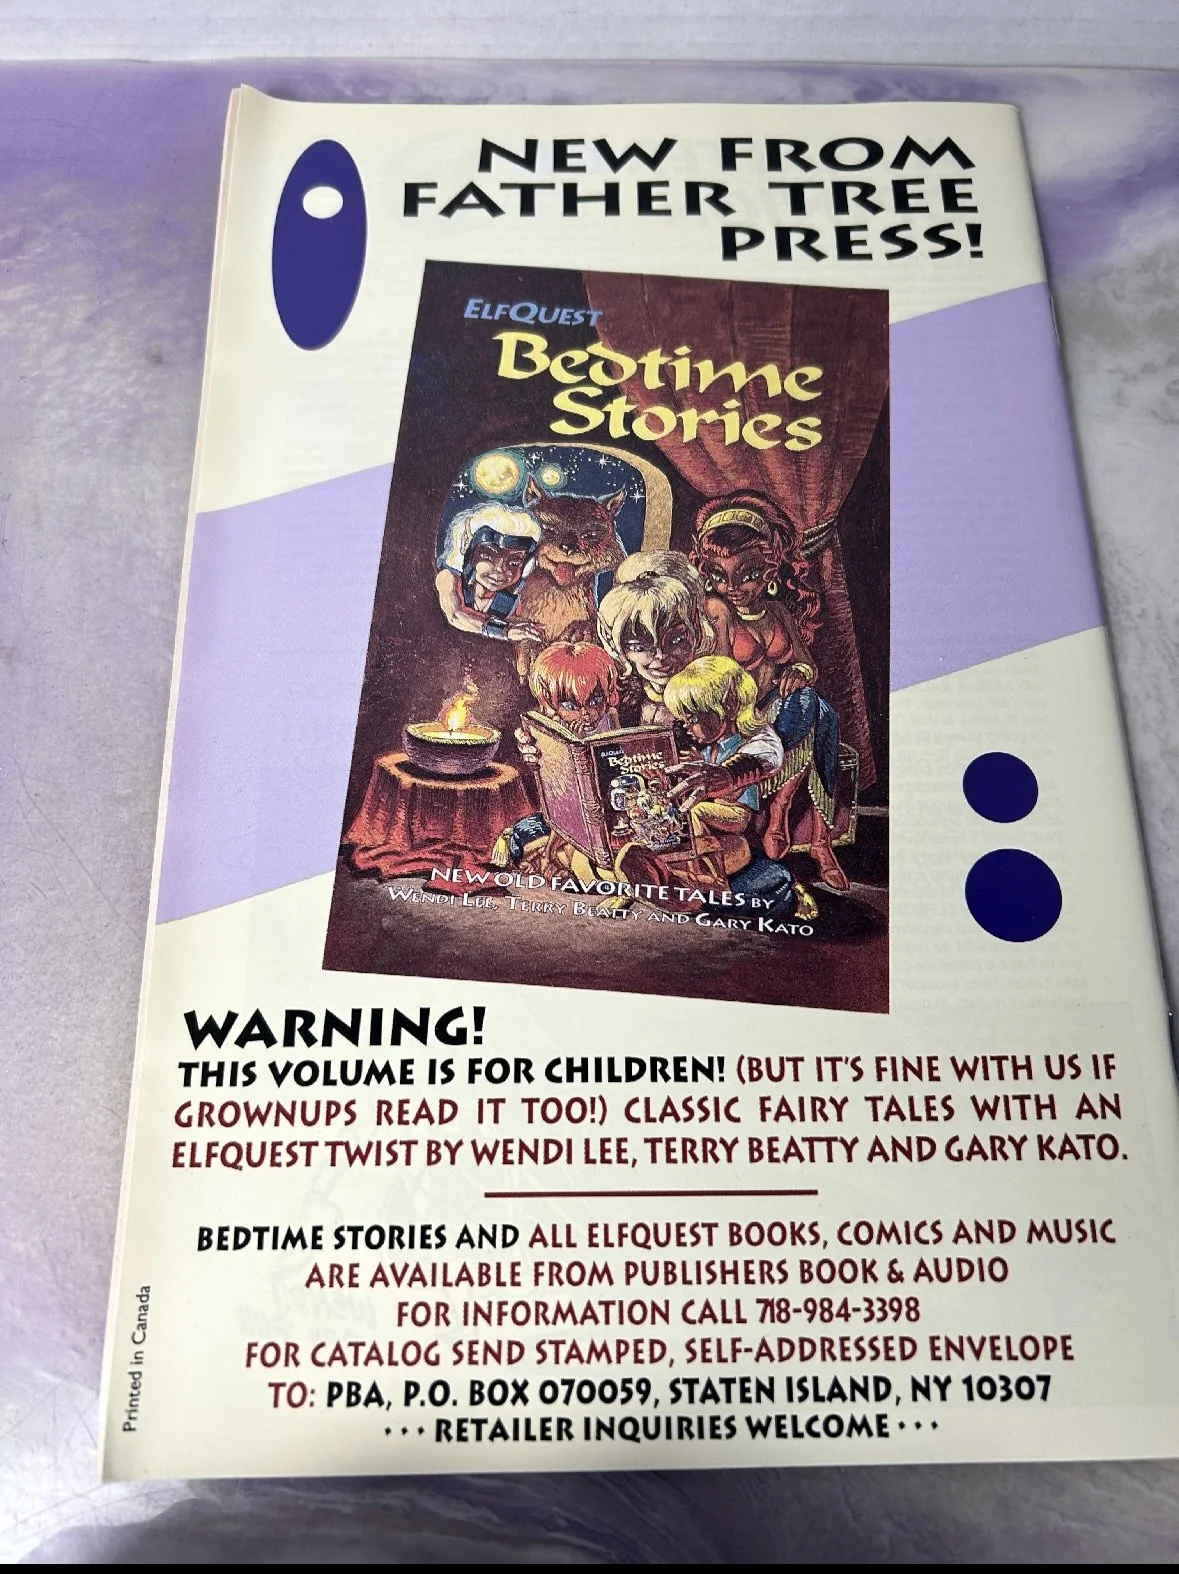 NEW FROM
FATHER TREE
PRESS!
ELFQUEST
Bedtime
Stories
Bedtime
Stories
NEW OLD FAVORITE TALES BY
WENDI LEE, TERRY BEATTY AND GARY KATO
WARNING!
THIS VOLUME IS FOR CHILDREN! (BUT IT'S FINE WITH US IF
GROWNUPS READ IT TOO!) CLASSIC FAIRY TALES WITH AN
ELFQUEST TWIST BY WENDI LEE, TERRY BEATTY AND GARY KATO.
BEDTIME STORIES AND ALL ELFQUEST BOOKS, COMICS AND MUSIC
ARE AVAILABLE FROM PUBLISHERS BOOK & AUDIO
FOR INFORMATION CALL 718-984-3398
FOR CATALOG SEND STAMPED, SELF-ADDRESSED ENVELOPE
TO: PBA, P.O. BOX 070059, STATEN ISLAND, NY 10307
··· RETAILER INQUIRIES WELCOME ···
Printed in Canada